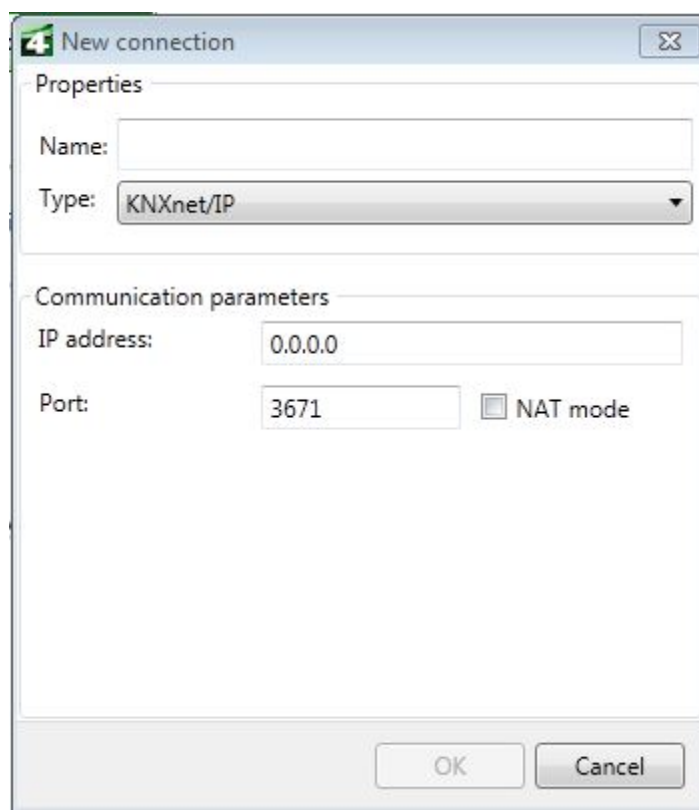 4 New connection
Properties
Name:
Type: KNXnet/IP
Communication parameters
IP address: 0.0.0.0
Port: 3671 NAT mode
OK Cancel